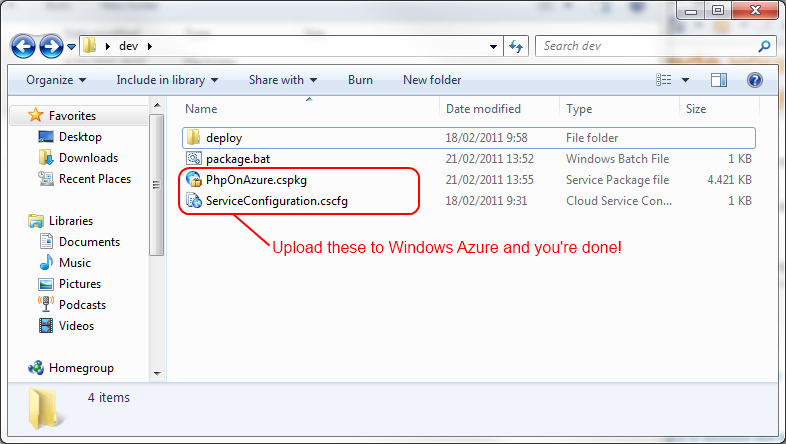 dev
Search dev
Organize
Include in library
Share with
Burn
New folder
Name
Date modified
Type
Size
Favorites
Desktop
Downloads
Recent Places
Libraries
Documents
Music
Pictures
Podcasts
Videos
Homegroup
deploy 18/02/2011 9:58 File folder
package.bat 21/02/2011 13:52 Windows Batch File 1 KB
PhpOnAzure.cspkg 21/02/2011 13:55 Service Package file 4.421 KB
ServiceConfiguration.cscfg 18/02/2011 9:31 Cloud Service Con... 1 KB
Upload these to Windows Azure and you're done!
4 items